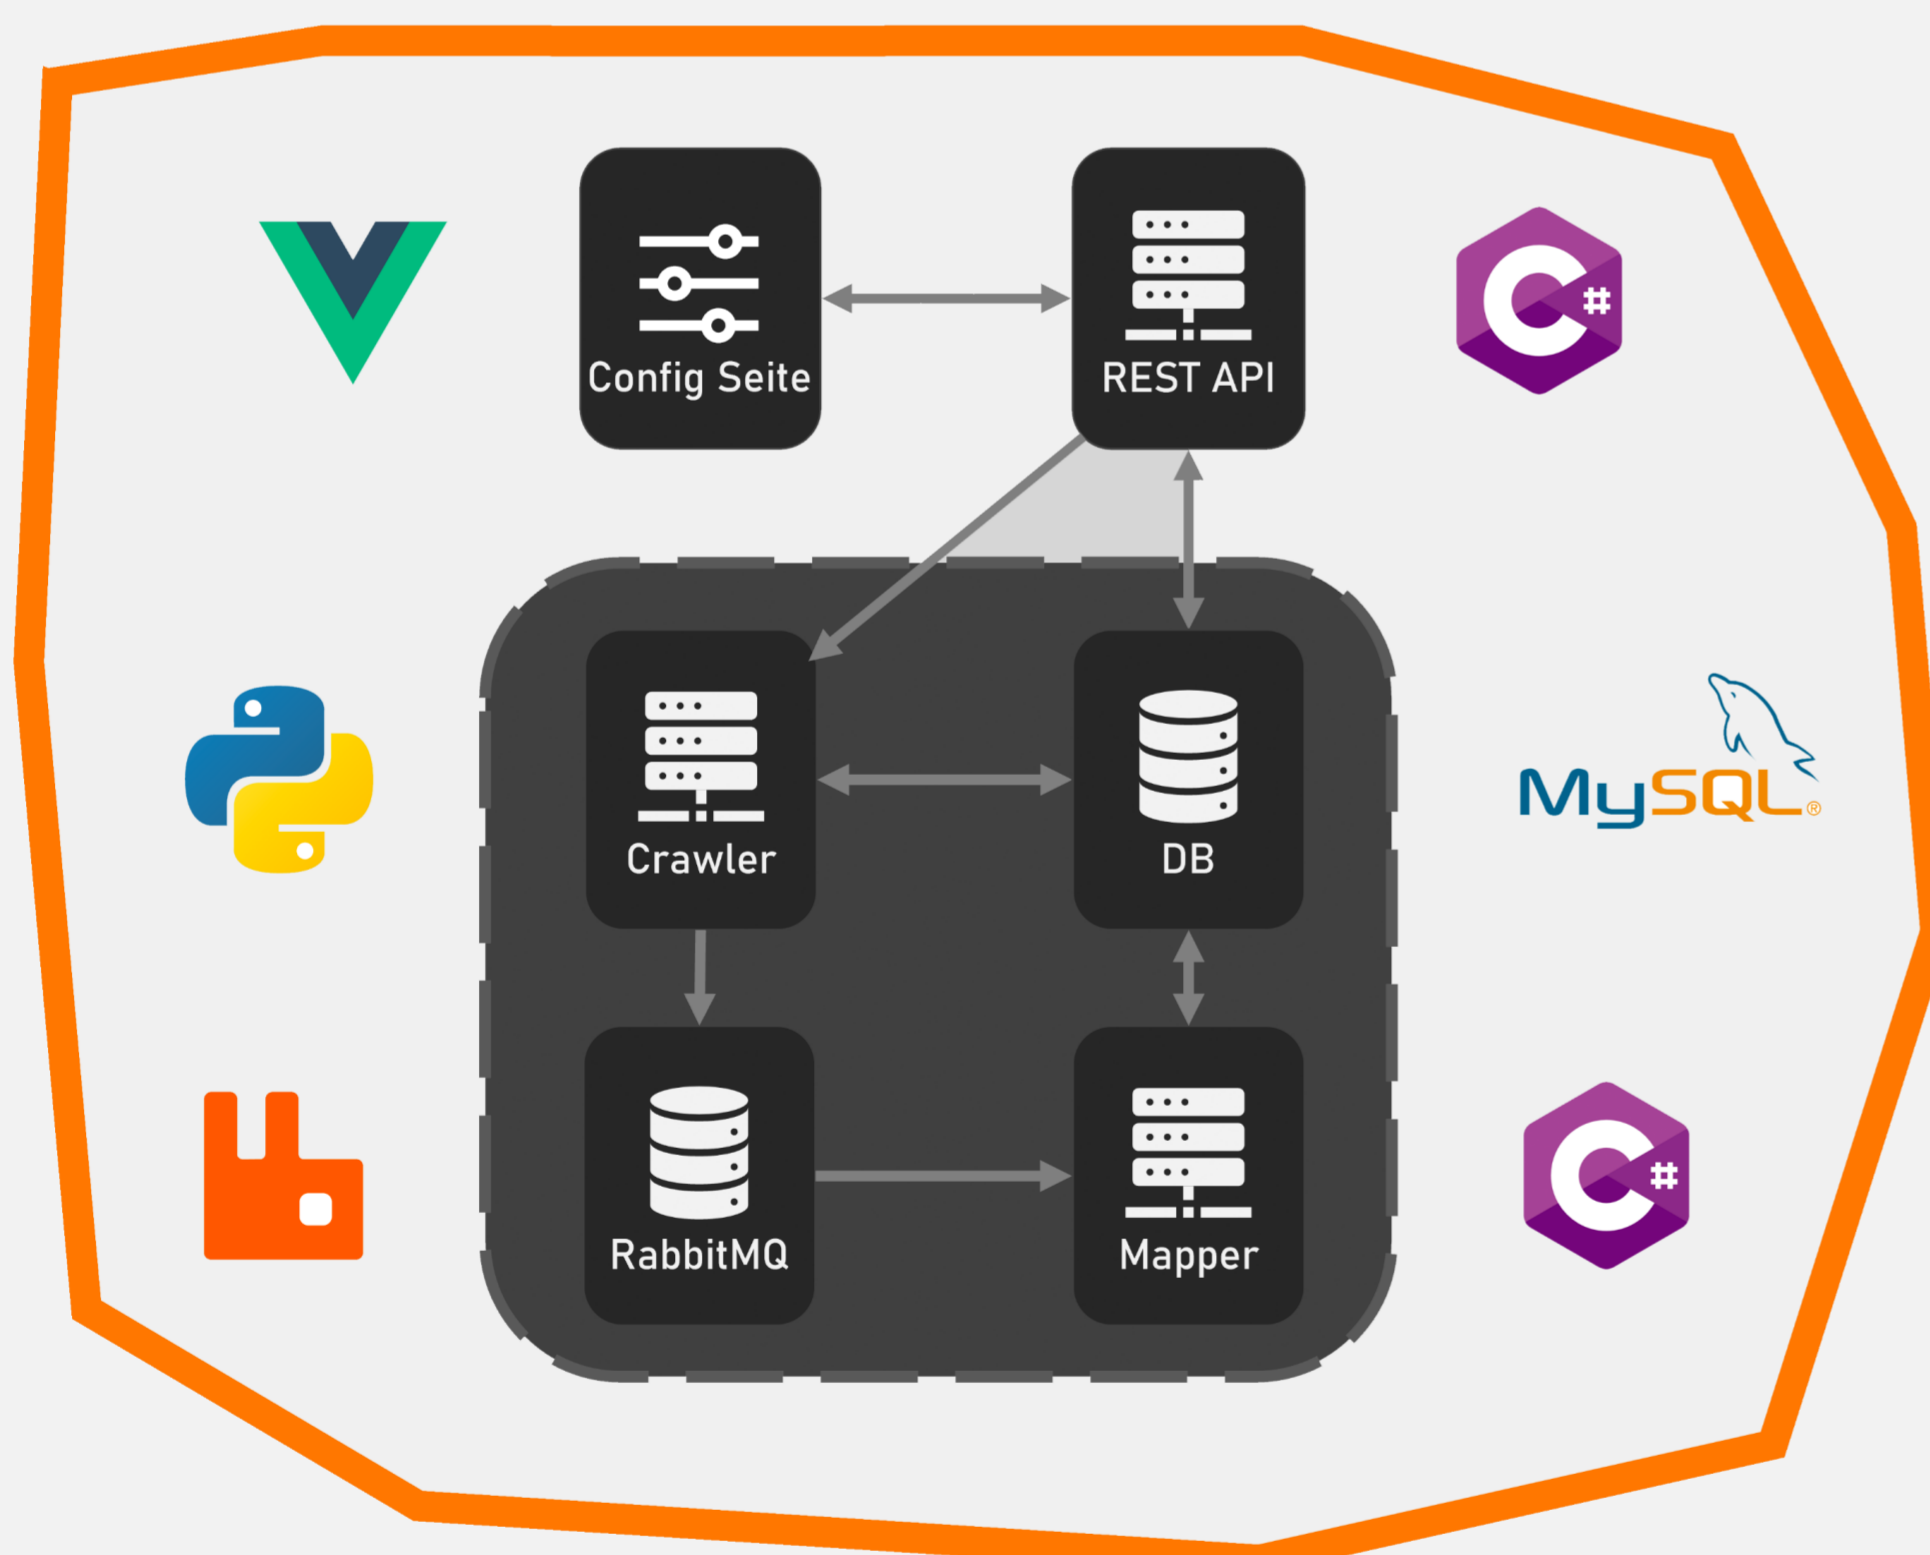 Config Seite
REST API
C#
Crawler
DB
MySQL®
RabbitMQ
Mapper
C#